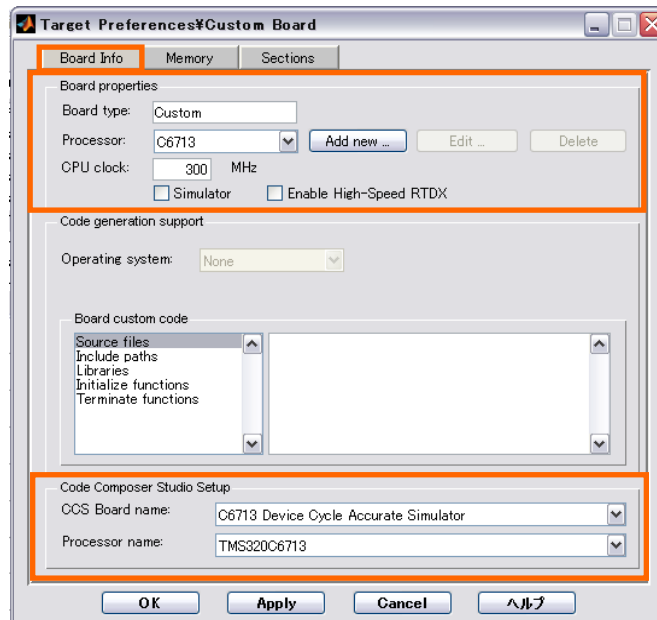 Target Preferences¥Custom Board
Board Info Memory Sections
Board properties
Board type: Custom
Processor: C6713 Add new ... Edit ... Delete
CPU clock: 300 MHz
Simulator Enable High-Speed RTDX
Code generation support
Operating system: None
Board custom code
Source files
Include paths
Libraries
Initialize functions
Terminate functions
Code Composer Studio Setup
CCS Board name: C6713 Device Cycle Accurate Simulator
Processor name: TMS320C6713
OK Apply Cancel ヘルプ